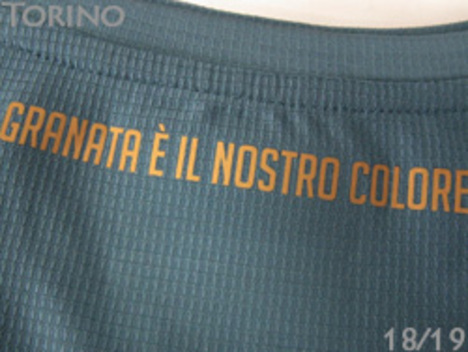 TORINO
GRANATA È IL NOSTRO COLORE
18/19